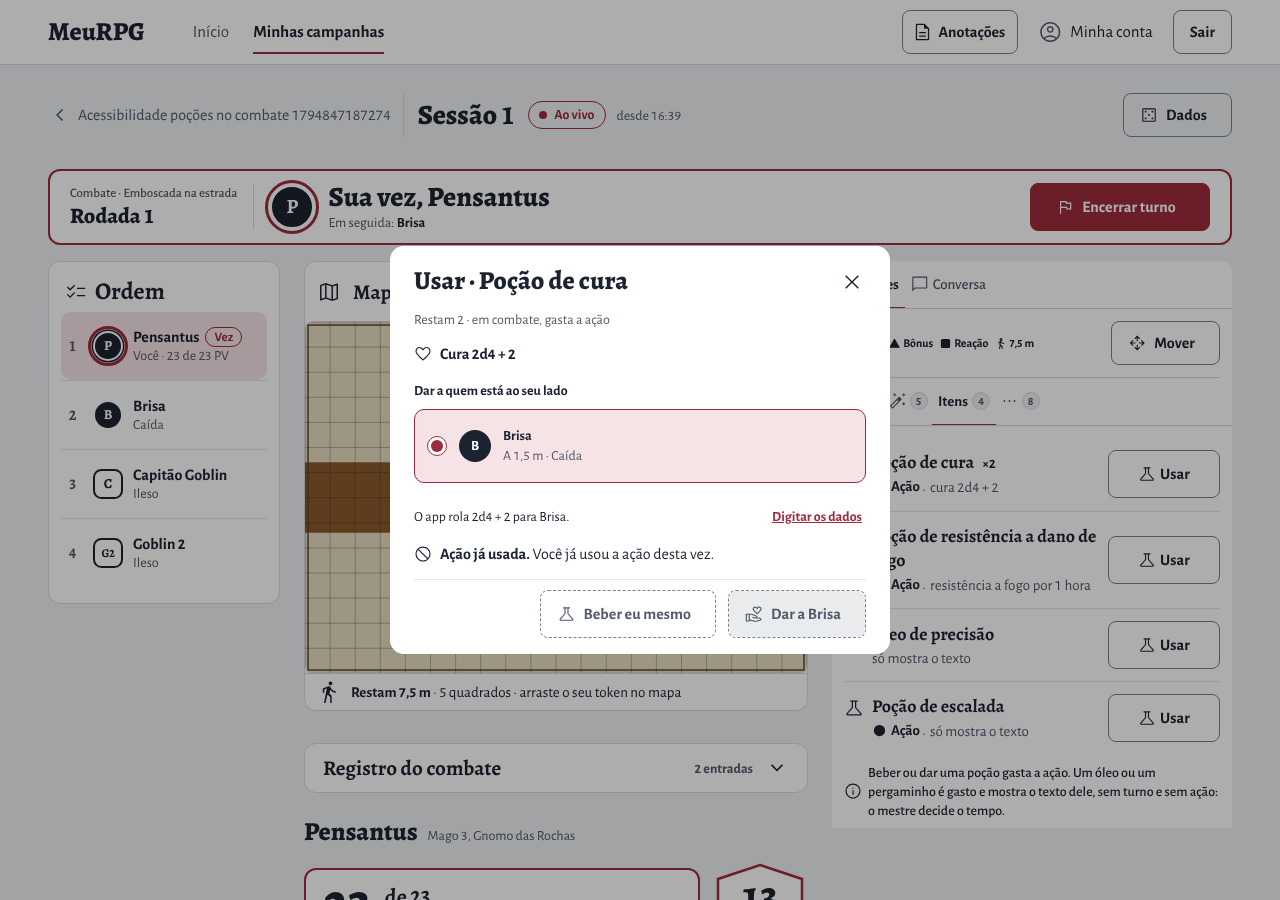 MeuRPG
Início
Minhas campanhas
Anotações
Minha conta
Sair
Acessibilidade poções no combate 1794847187274
Sessão 1
Ao vivo
desde 16:39
Dados
Combate · Emboscada na estrada
Rodada 1
P
Sua vez, Pensantus
Em seguida: Brisa
Encerrar turno
Ordem
1
P
Pensantus
Vez
Você · 23 de 23 PV
2
B
Brisa
Caída
3
C
Capitão Goblin
Ileso
4
G2
Goblin 2
Ileso
Map
Usar · Poção de cura
Restam 2 · em combate, gasta a ação
Cura 2d4 + 2
Dar a quem está ao seu lado
B
Brisa
A 1,5 m · Caída
O app rola 2d4 + 2 para Brisa.
Digitar os dados
Ação já usada. Você já usou a ação desta vez.
Beber eu mesmo
Dar a Brisa
Restam 7,5 m · 5 quadrados · arraste o seu token no mapa
Registro do combate
2 entradas
Pensantus
Mago 3, Gnomo das Rochas
23
de 23
13
es
Conversa
Bônus
Reação
7,5 m
Mover
5
Itens
4
···
8
ção de cura ×2
Ação . cura 2d4 + 2
Usar
ção de resistência a dano de
go
Ação . resistência a fogo por 1 hora
Usar
eo de precisão
só mostra o texto
Usar
Poção de escalada
Ação . só mostra o texto
Usar
Beber ou dar uma poção gasta a ação. Um óleo ou um
pergaminho é gasto e mostra o texto dele, sem turno e sem ação:
o mestre decide o tempo.